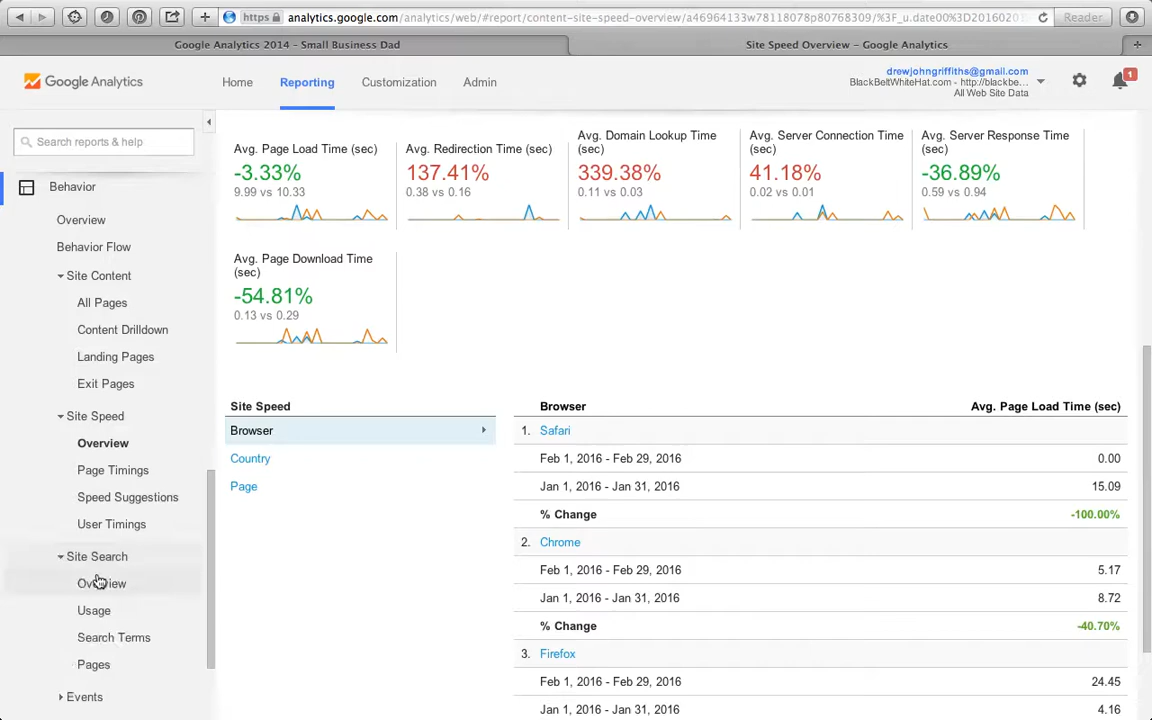 https analytics.google.com/analytics/web/#report/content-site-speed-overview/a46964133w78118078p80768309/%3F_u.date00%3D2016020 Reader
Google Analytics 2014 - Small Business Dad
Site Speed Overview – Google Analytics
Google Analytics
Home
Reporting
Customization
Admin
drewjohngriffiths@gmail.com
BlackBeltWhiteHat.com - http://blackbe...
All Web Site Data
1
Search reports & help
Behavior
Overview
Behavior Flow
Site Content
All Pages
Content Drilldown
Landing Pages
Exit Pages
Site Speed
Overview
Page Timings
Speed Suggestions
User Timings
Site Search
Overview
Usage
Search Terms
Pages
Events
Avg. Page Load Time (sec)
-3.33%
9.99 vs 10.33
Avg. Redirection Time (sec)
137.41%
0.38 vs 0.16
Avg. Domain Lookup Time
(sec)
339.38%
0.11 vs 0.03
Avg. Server Connection Time
(sec)
41.18%
0.02 vs 0.01
Avg. Server Response Time
(sec)
-36.89%
0.59 vs 0.94
Avg. Page Download Time
(sec)
-54.81%
0.13 vs 0.29
Site Speed
Browser
Country
Page
Browser
Avg. Page Load Time (sec)
1. Safari
Feb 1, 2016 - Feb 29, 2016 0.00
Jan 1, 2016 - Jan 31, 2016 15.09
% Change -100.00%
2. Chrome
Feb 1, 2016 - Feb 29, 2016 5.17
Jan 1, 2016 - Jan 31, 2016 8.72
% Change -40.70%
3. Firefox
Feb 1, 2016 - Feb 29, 2016 24.45
Jan 1, 2016 - Jan 31, 2016 4.16